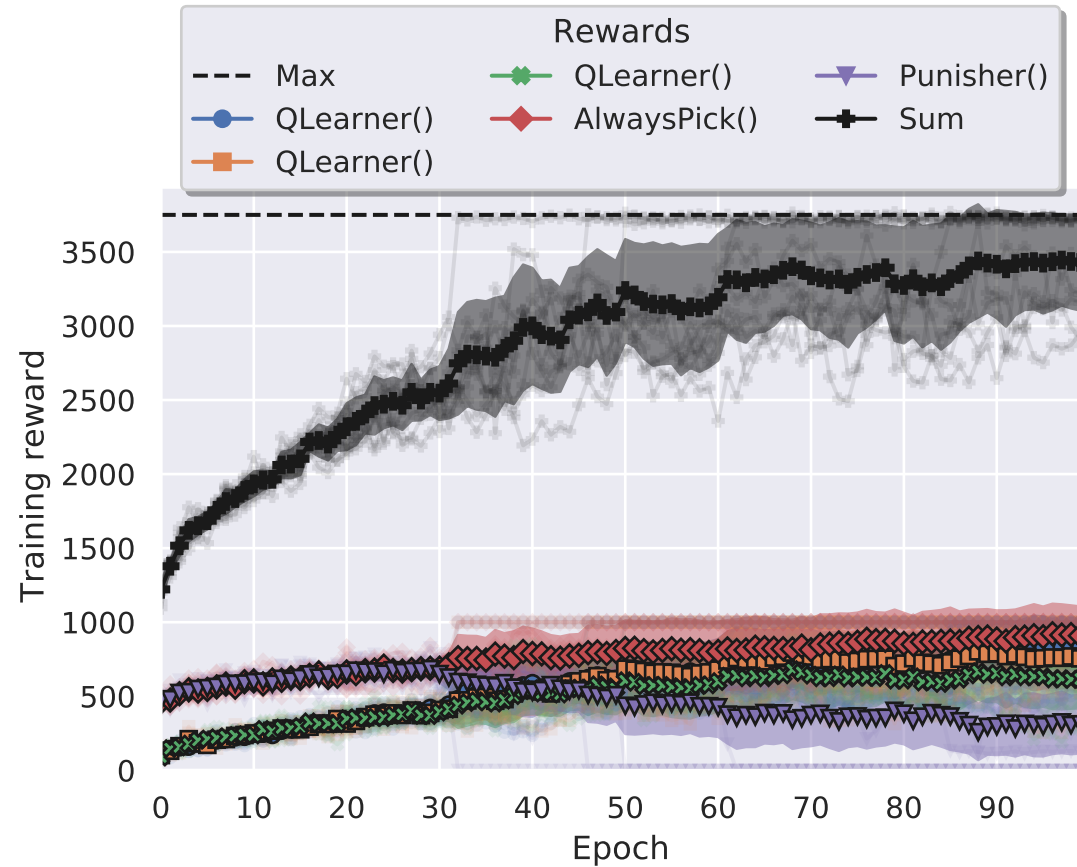 Rewards
Max QLearner() Punisher()
QLearner() AlwaysPick() Sum
QLearner()
3500
3000
2500
2000
1500
1000
500
0
Training reward
0 10 20 30 40 50 60 70 80 90
Epoch